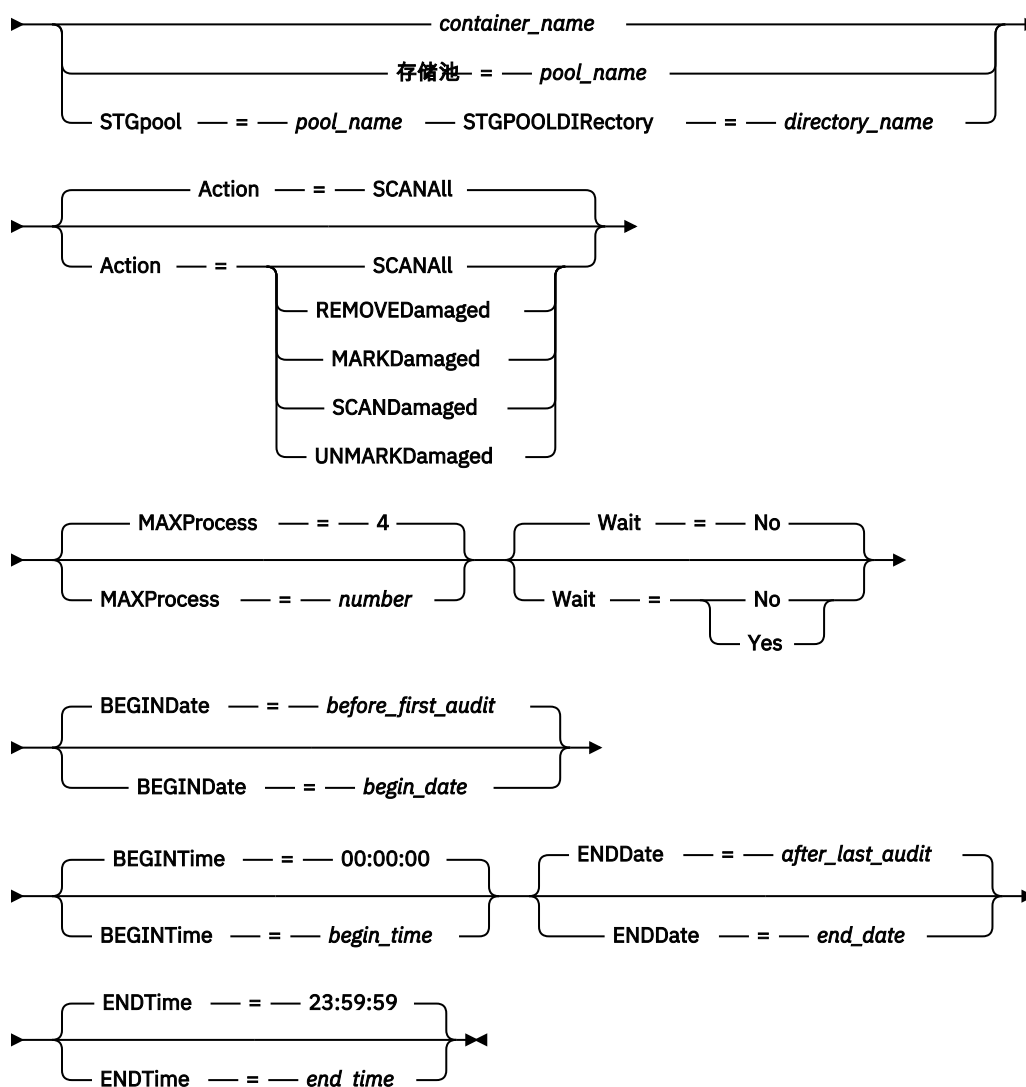 container_name
存储池 = pool_name
STGpool = pool_name STGPOOLDIRectory = directory_name
Action = SCANAll
Action = SCANAll
REMOVEDamaged
MARKDamaged
SCANDamaged
UNMARKDamaged
MAXProcess = 4 Wait = No
MAXProcess = number Wait = No
Yes
BEGINDate = before_first_audit
BEGINDate = begin_date
BEGINTime = 00:00:00 ENDDate = after_last_audit
BEGINTime = begin_time ENDDate = end_date
ENDTime = 23:59:59
ENDTime = end_time